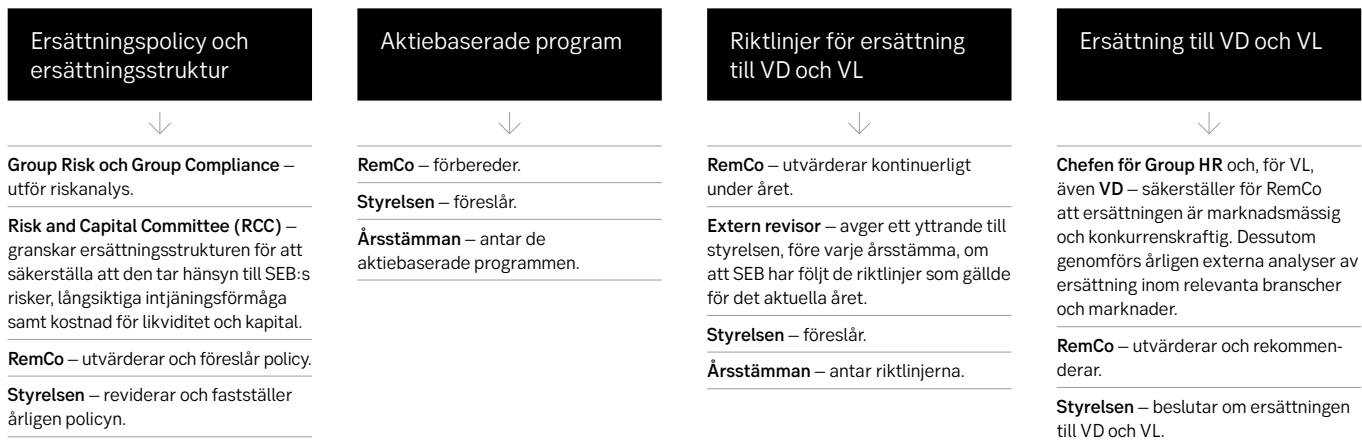 Ersättningspolicy och
ersättningsstruktur
Group Risk och Group Compliance –
utför riskanalys.
Risk and Capital Committee (RCC) –
granskar ersättningsstrukturen för att
säkerställa att den tar hänsyn till SEB:s
risker, långsiktiga intjäningsförmåga
samt kostnad för likviditet och kapital.
RemCo – utvärderar och föreslår policy.
Styrelsen – reviderar och fastställer
årligen policyn.
Aktiebaserade program
RemCo – förbereder.
Styrelsen – föreslår.
Årsstämman – antar de
aktiebaserade programmen.
Riktlinjer för ersättning
till VD och VL
RemCo – utvärderar kontinuerligt
under året.
Extern revisor – avger ett yttrande till
styrelsen, före varje årsstämma, om
att SEB har följt de riktlinjer som gällde
för det aktuella året.
Styrelsen – föreslår.
Årsstämman – antar riktlinjerna.
Ersättning till VD och VL
Chefen för Group HR och, för VL,
även VD – säkerställer för RemCo
att ersättningen är marknadsmässig
och konkurrenskraftig. Dessutom
genomförs årligen externa analyser av
ersättning inom relevanta branscher
och marknader.
RemCo – utvärderar och rekommen-
derar.
Styrelsen – beslutar om ersättningen
till VD och VL.